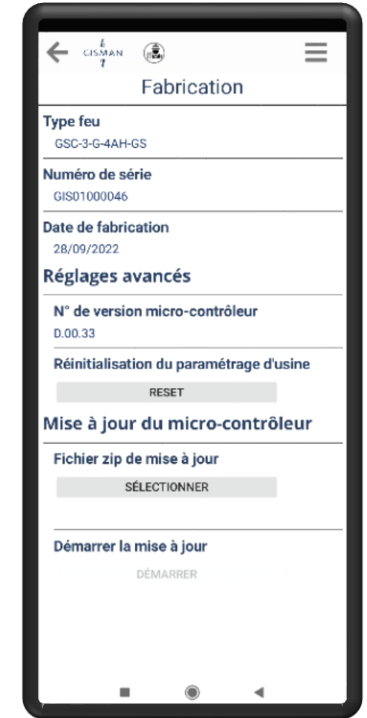 GISMAN
Fabrication
Type feu
GSC-3-G-4AH-GS
Numéro de série
GIS01000046
Date de fabrication
28/09/2022
Réglages avancés
N° de version micro-contrôleur
D.00.33
Réinitialisation du paramétrage d'usine
RESET
Mise à jour du micro-contrôleur
Fichier zip de mise à jour
SÉLECTIONNER
Démarrer la mise à jour
DÉMARRER